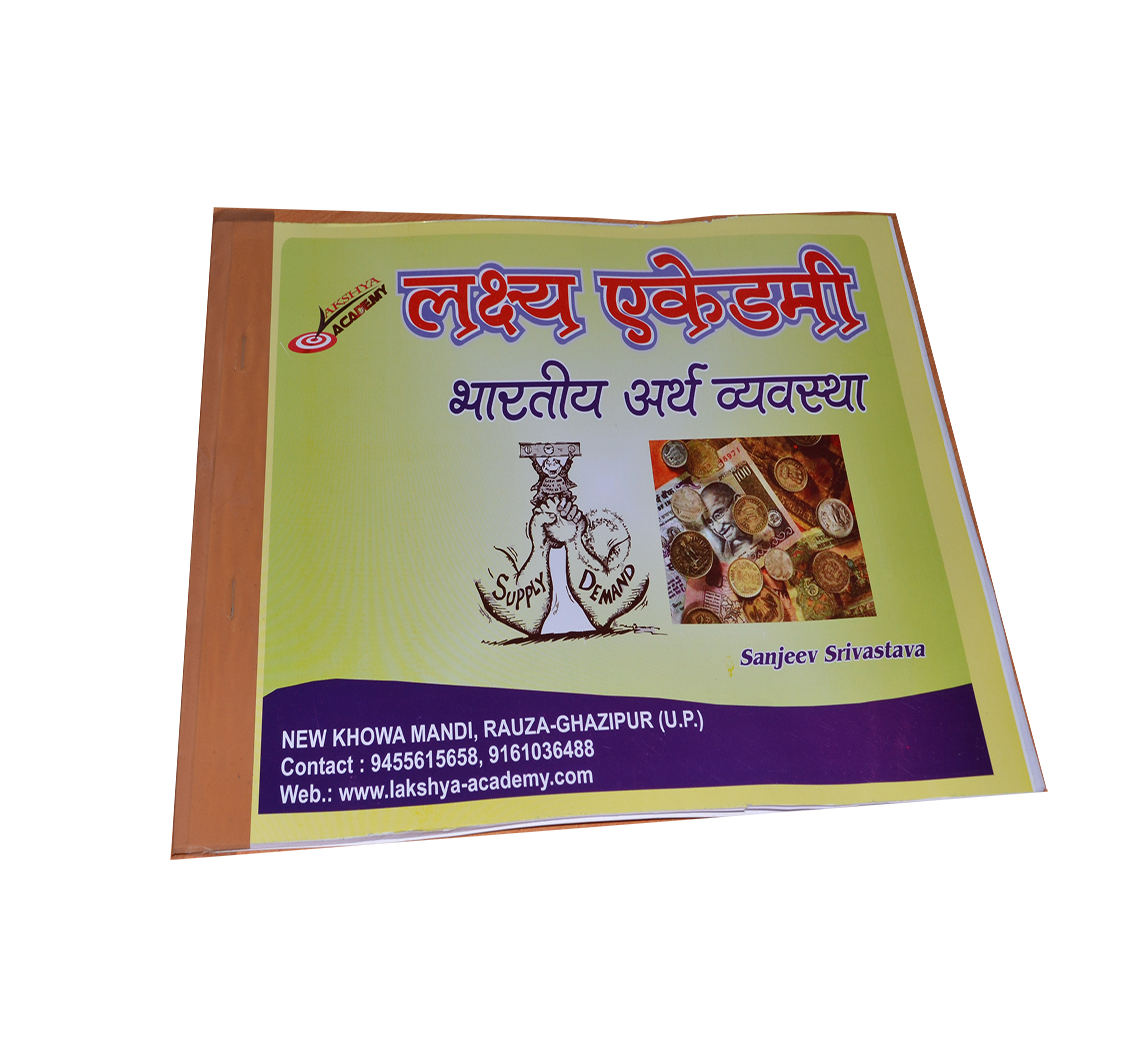 LAKSHYA
ACADEMY
लक्ष्य एकेडमी
भारतीय अर्थ व्यवस्था
SUPPLY
DEMAND
100
Sanjeev Srivastava
NEW KHOWA MANDI, RAUZA-GHAZIPUR (U.P.)
Contact : 9455615658, 9161036488
Web.: www.lakshya-academy.com